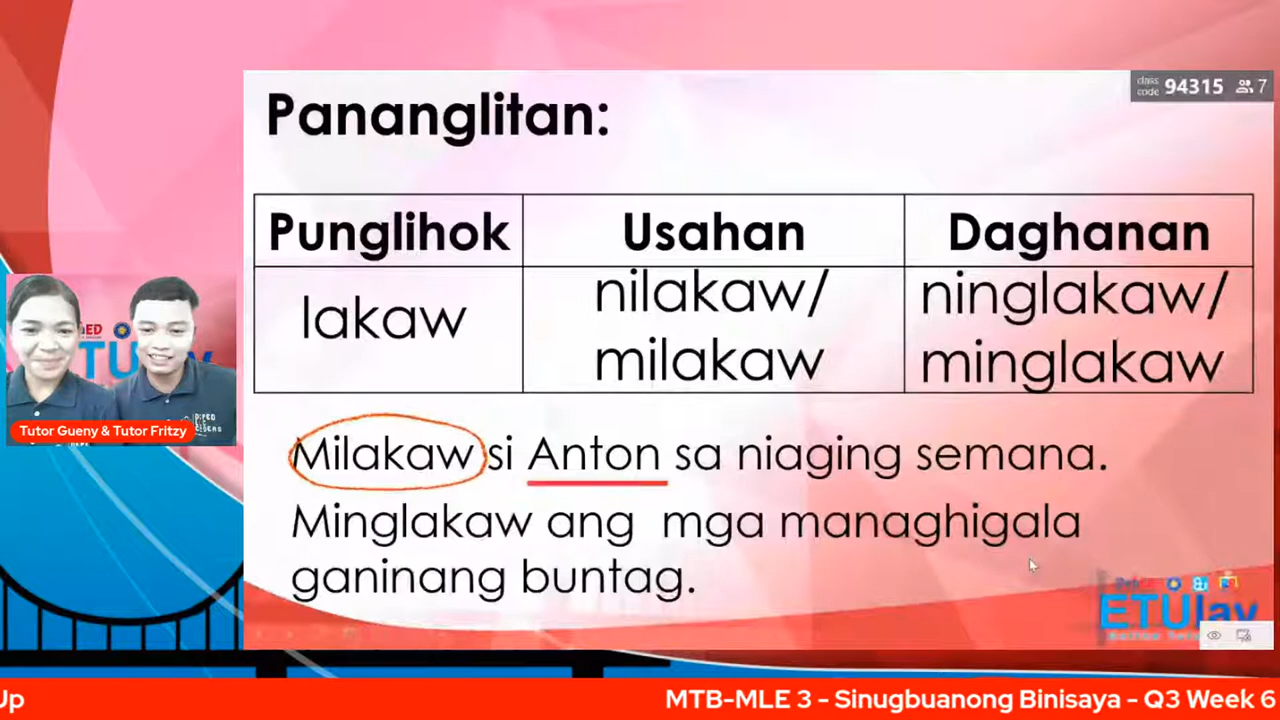 class code 94315 7
Pananglitan:
Punglihok Usahan Daghanan
lakaw
nilakaw/ ninglakaw/
milakaw minglakaw
Milakaw si Anton sa niaging semana.
Minglakaw ang mga managhigala
ganinang buntag.
Tutor Gueny & Tutor Fritzy
ETUlay
Up
MTB-MLE 3 - Sinugbuanong Binisaya - Q3 Week 6